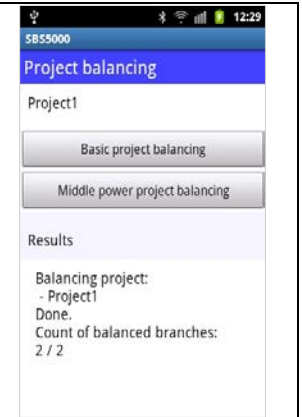 12:29
SBS5000
Project balancing
Project1
Basic project balancing
Middle power project balancing
Results
Balancing project:
- Project1
Done.
Count of balanced branches:
2 / 2